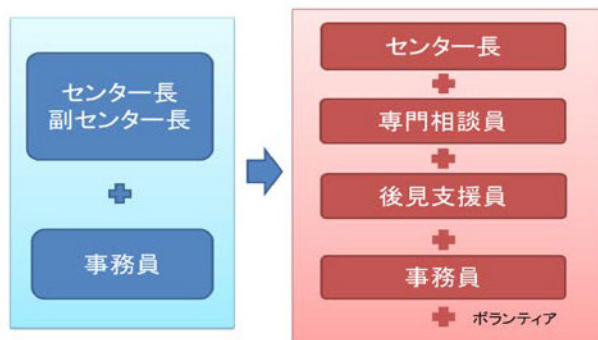 センター長
副センター長
事務員
センター長
専門相談員
後見支援員
事務員
ボランティア